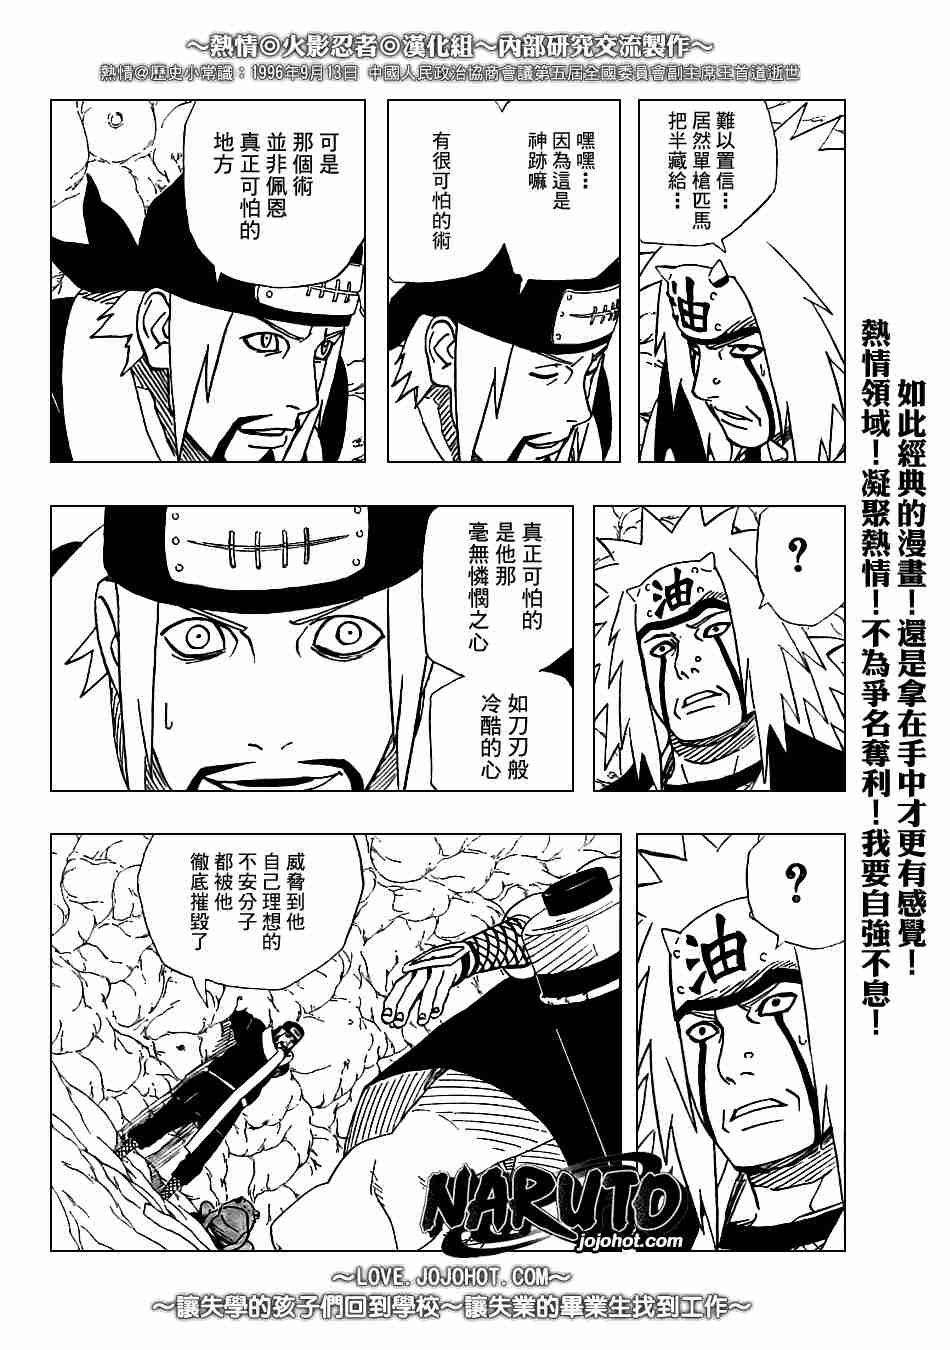 ～熱情◎火影忍者◎漢化組～內部研究交流製作～
熱情@歷史小常識：1996年9月13日 中國人民政治協商會議第五屆全國委員會副主席王首道逝世
難以置信…
居然單槍匹馬
把半藏給…
油
嘿嘿…
因為這是
神跡嘛
有很可怕的術
可是
那個術
並非佩恩
真正可怕的
地方
？
油
真正可怕的
是他那
毫無憐憫之心
如刀刃般
冷酷的心
？
油
威脅到他
自己理想的
不安分子
都被他
徹底摧毀了
NARUTO
jojohot.com
如此經典的漫畫！還是拿在手中才更有感覺！
熱情領域！凝聚熱情！不為爭名奪利！我要自強不息！
～LOVE.JOJOHOT.COM～
～讓失學的孩子們回到學校～讓失業的畢業生找到工作～